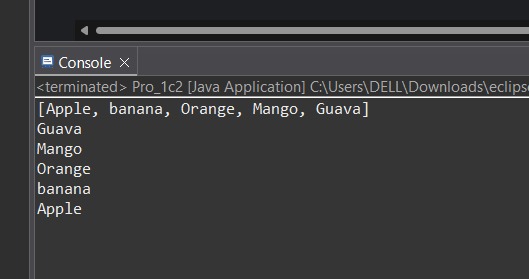 Console
<terminated> Pro_1c2 [Java Application] C:\Users\DELL\Downloads\eclipse
[Apple, banana, Orange, Mango, Guava]
Guava
Mango
Orange
banana
Apple